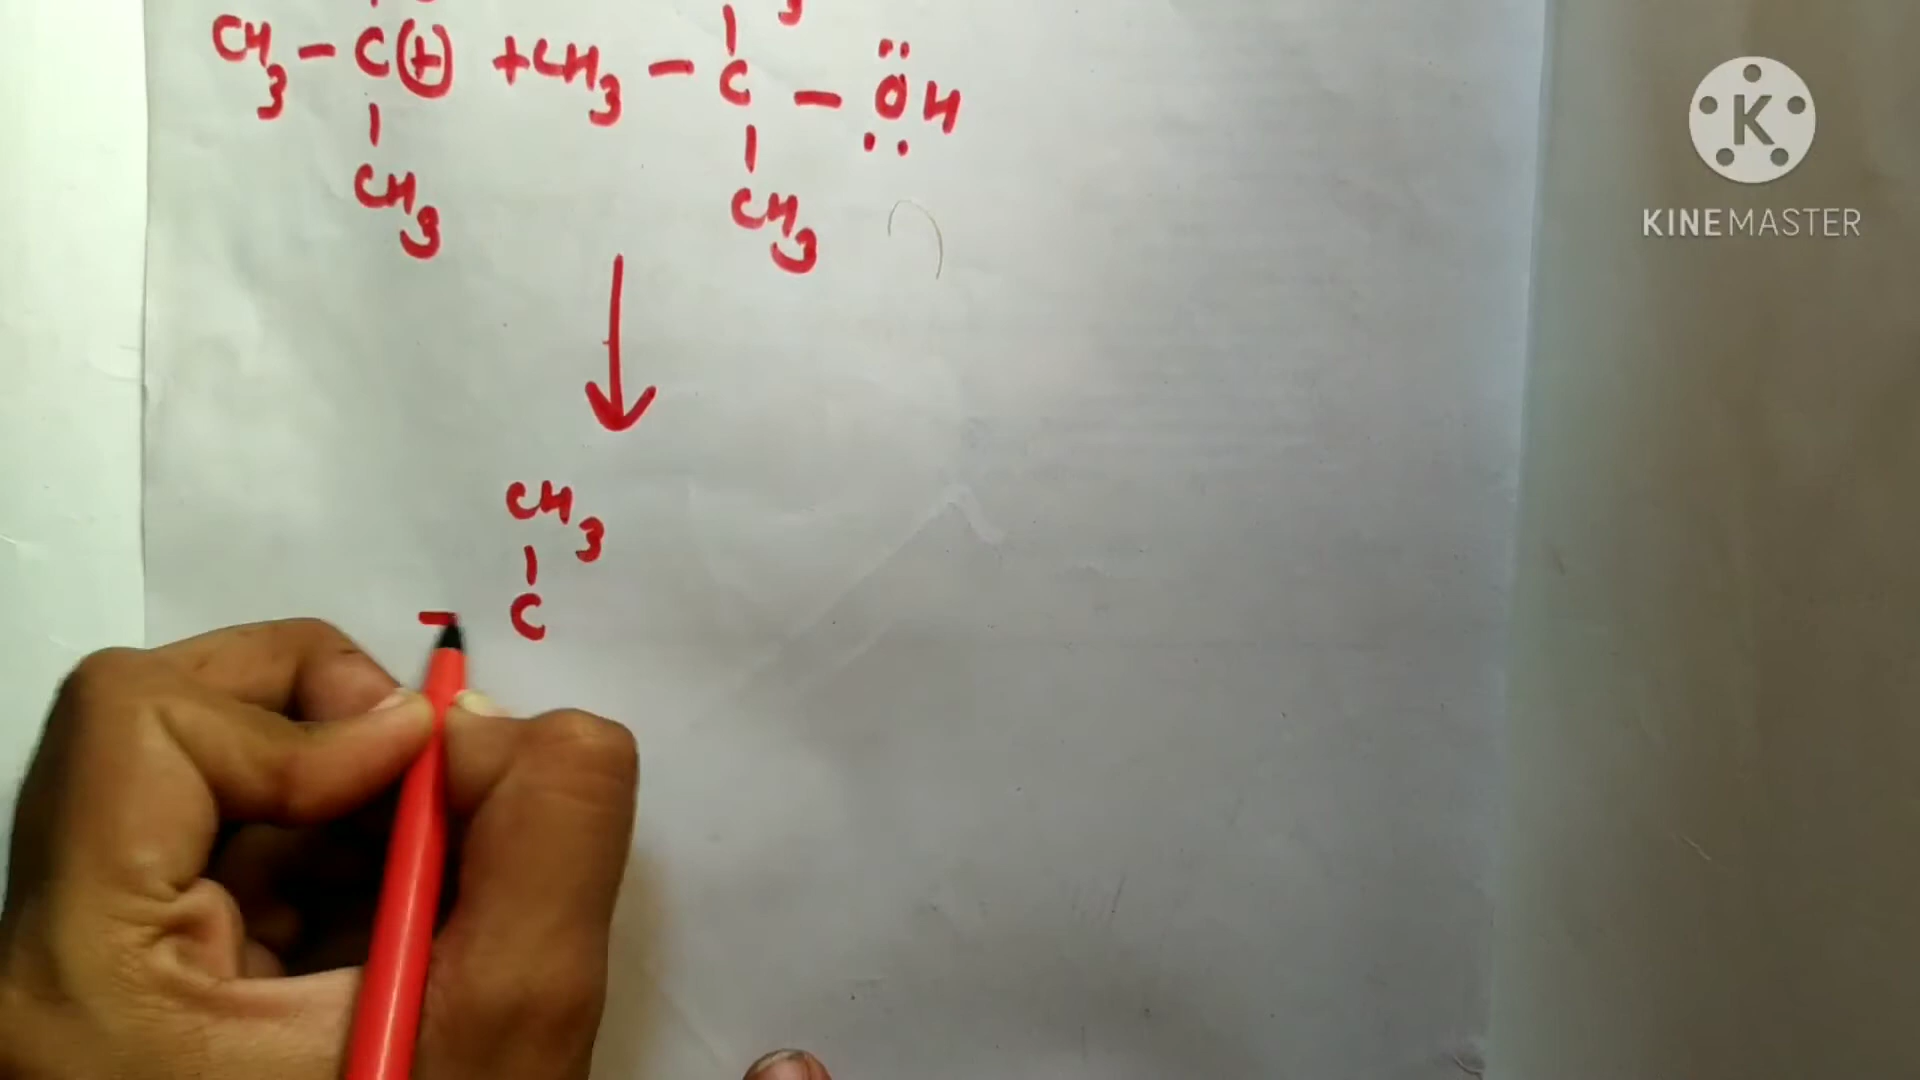 CH3 – C(+) + CH3 – C – ÖH
CH3 CH3
CH3
C
K
KINEMASTER